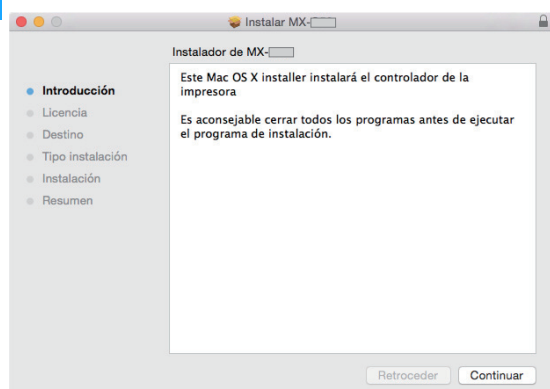 Instalar MX-
Instalador de MX-
Introducción
Licencia
Destino
Tipo instalación
Instalación
Resumen
Este Mac OS X installer instalará el controlador de la
impresora
Es aconsejable cerrar todos los programas antes de ejecutar
el programa de instalación.
Retroceder
Continuar